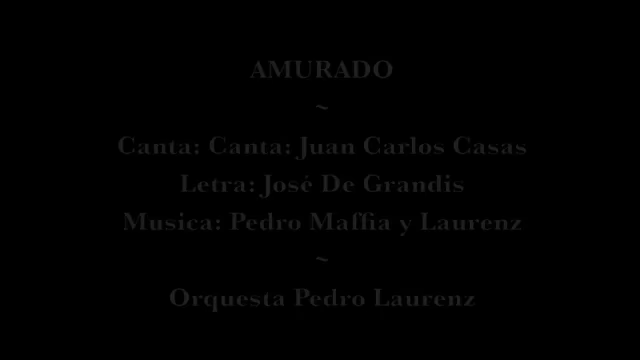 AMURADO
~
Canta: Canta: Juan Carlos Casas
Letra: José De Grandis
Musica: Pedro Maffia y Laurenz
~
Orquesta Pedro Laurenz